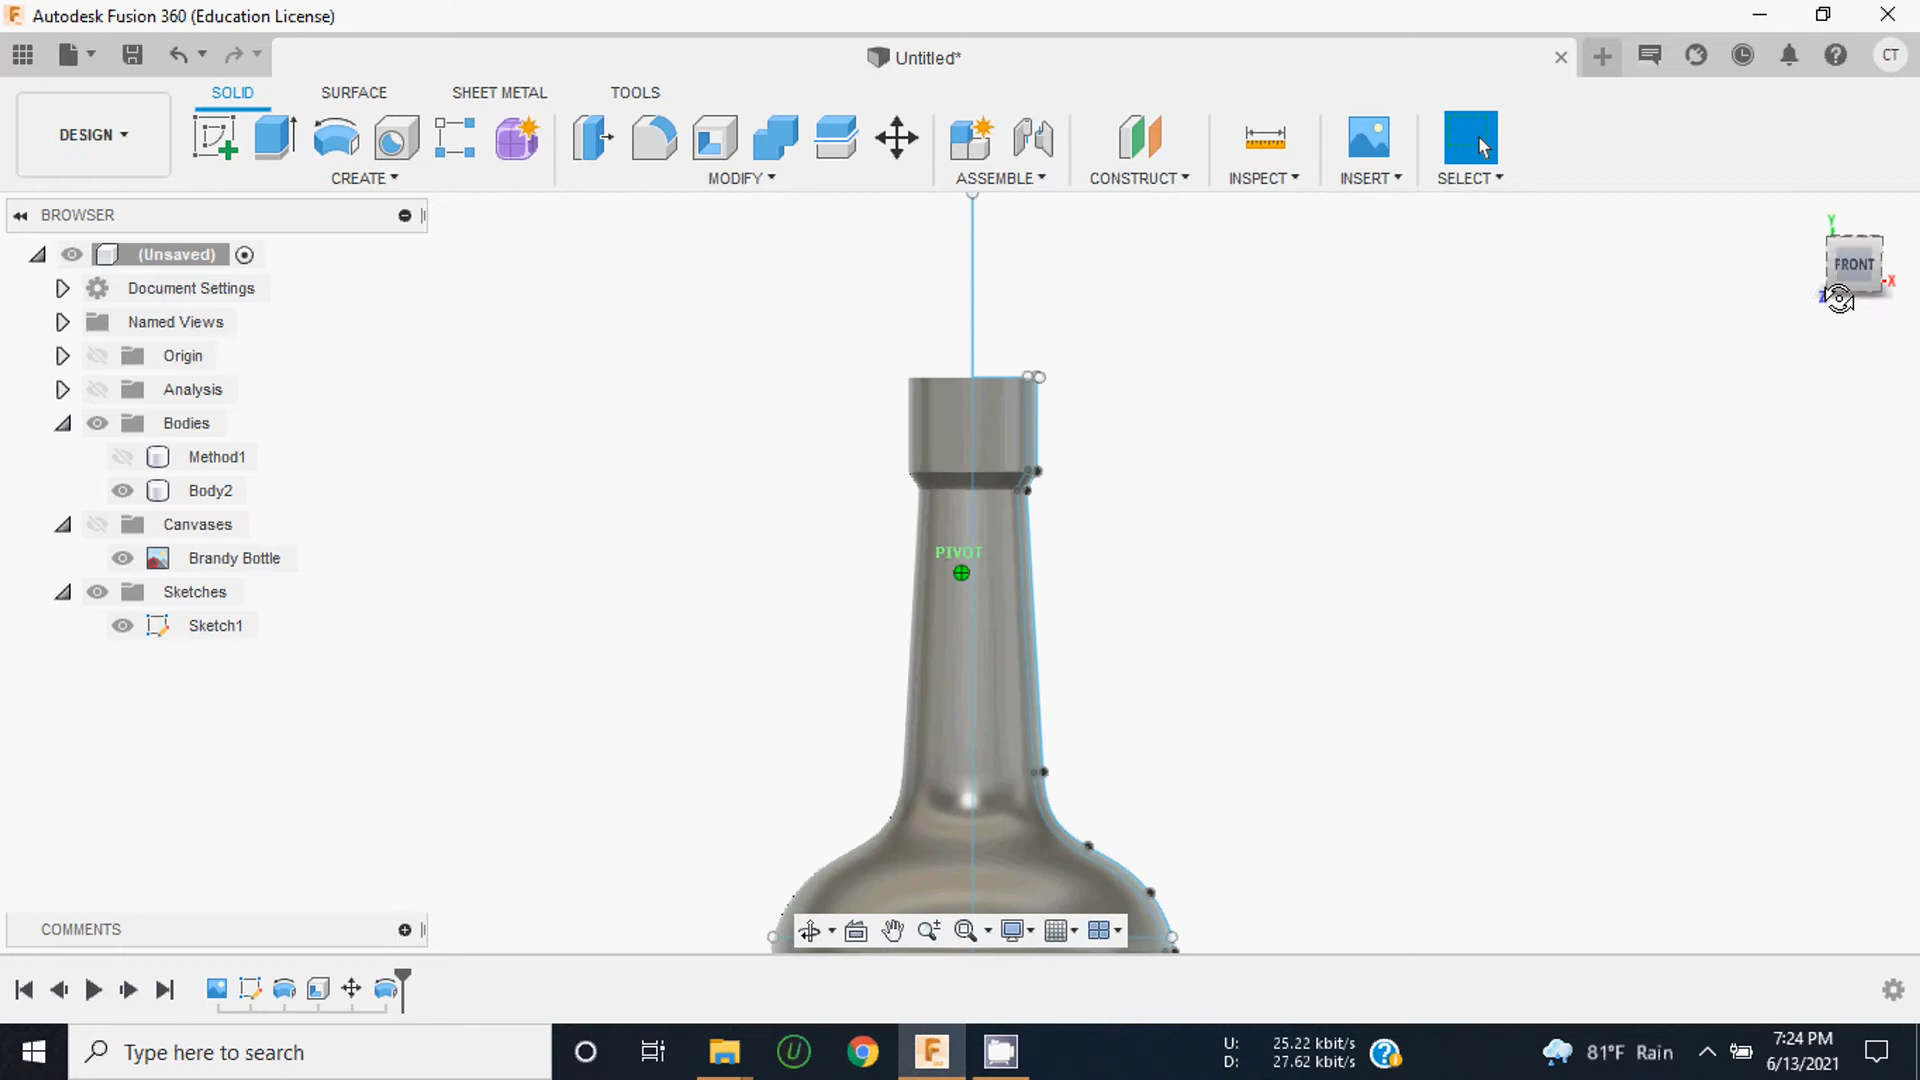 Autodesk Fusion 360 (Education License)
Untitled*
CT
DESIGN
SOLID
SURFACE
SHEET METAL
TOOLS
CREATE
MODIFY
ASSEMBLE
CONSTRUCT
INSPECT
INSERT
SELECT
BROWSER
(Unsaved)
Document Settings
Named Views
Origin
Analysis
Bodies
Method1
Body2
Canvases
Brandy Bottle
Sketches
Sketch1
Y
FRONT
X
PIVOT
COMMENTS
Type here to search
U: 25.22 kbit/s
D: 27.62 kbit/s
81°F Rain
7:24 PM
6/13/2021